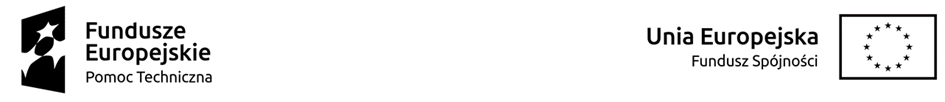 Fundusze
Europejskie
Pomoc Techniczna
Unia Europejska
Fundusz Spójności